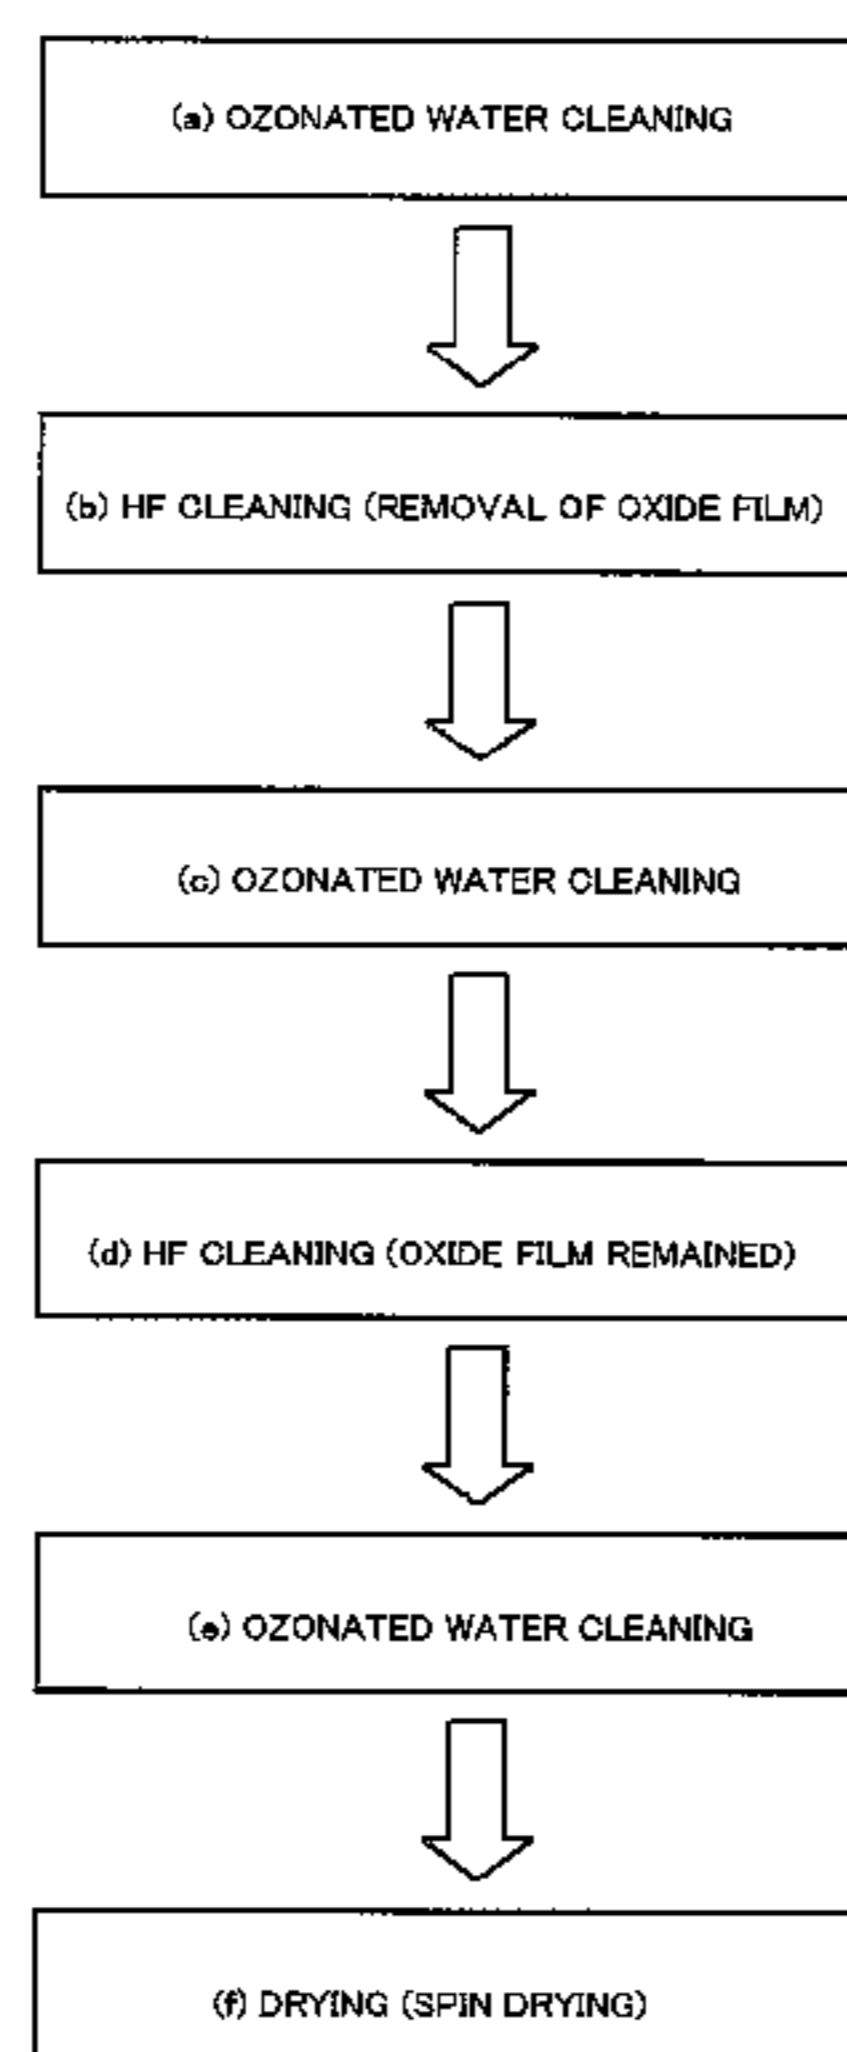 (a) OZONATED WATER CLEANING
(b) HF CLEANING (REMOVAL OF OXIDE FILM)
(c) OZONATED WATER CLEANING
(d) HF CLEANING (OXIDE FILM REMAINED)
(e) OZONATED WATER CLEANING
(f) DRYING (SPIN DRYING)